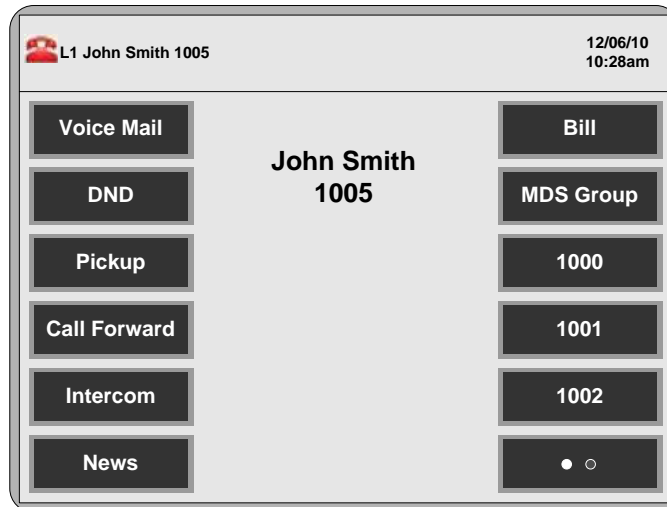 L1 John Smith 1005
12/06/10
10:28am
Voice Mail
DND
Pickup
Call Forward
Intercom
News
John Smith
1005
Bill
MDS Group
1000
1001
1002